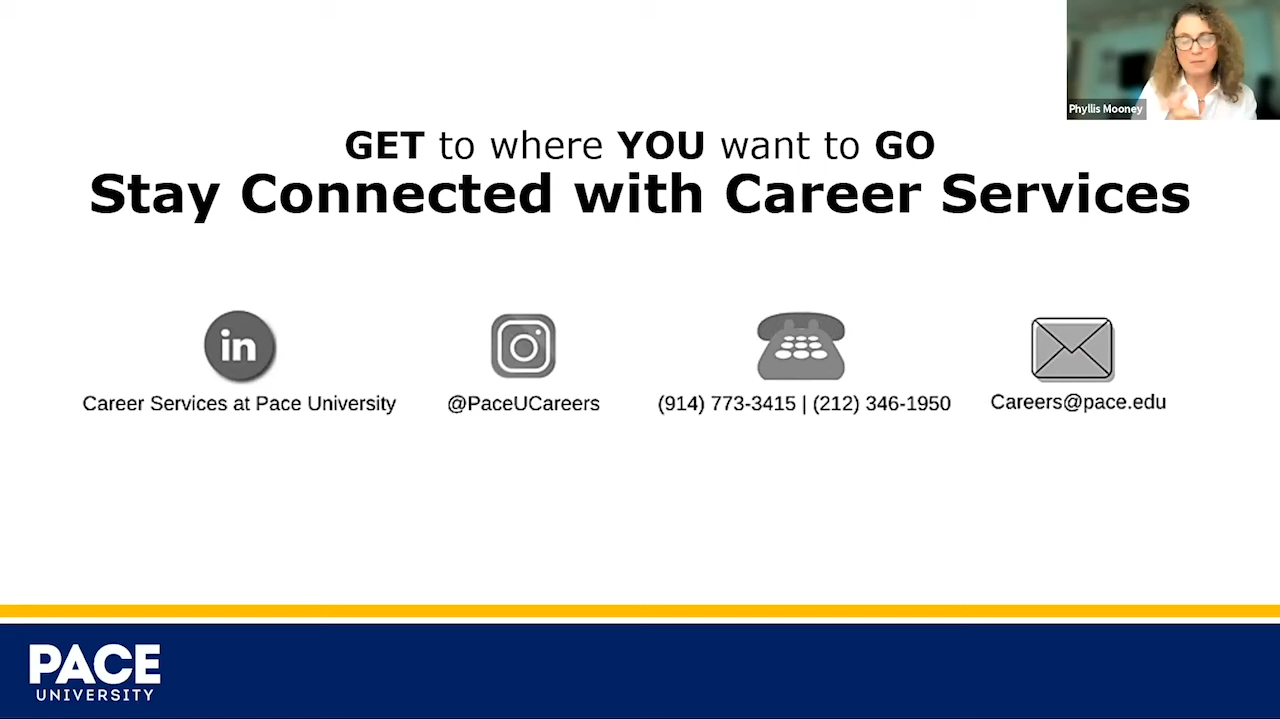 Phyllis Mooney
GET to where YOU want to GO
Stay Connected with Career Services
in
Career Services at Pace University
@PaceUCareers
(914) 773-3415 | (212) 346-1950
Careers@pace.edu
PACE
UNIVERSITY